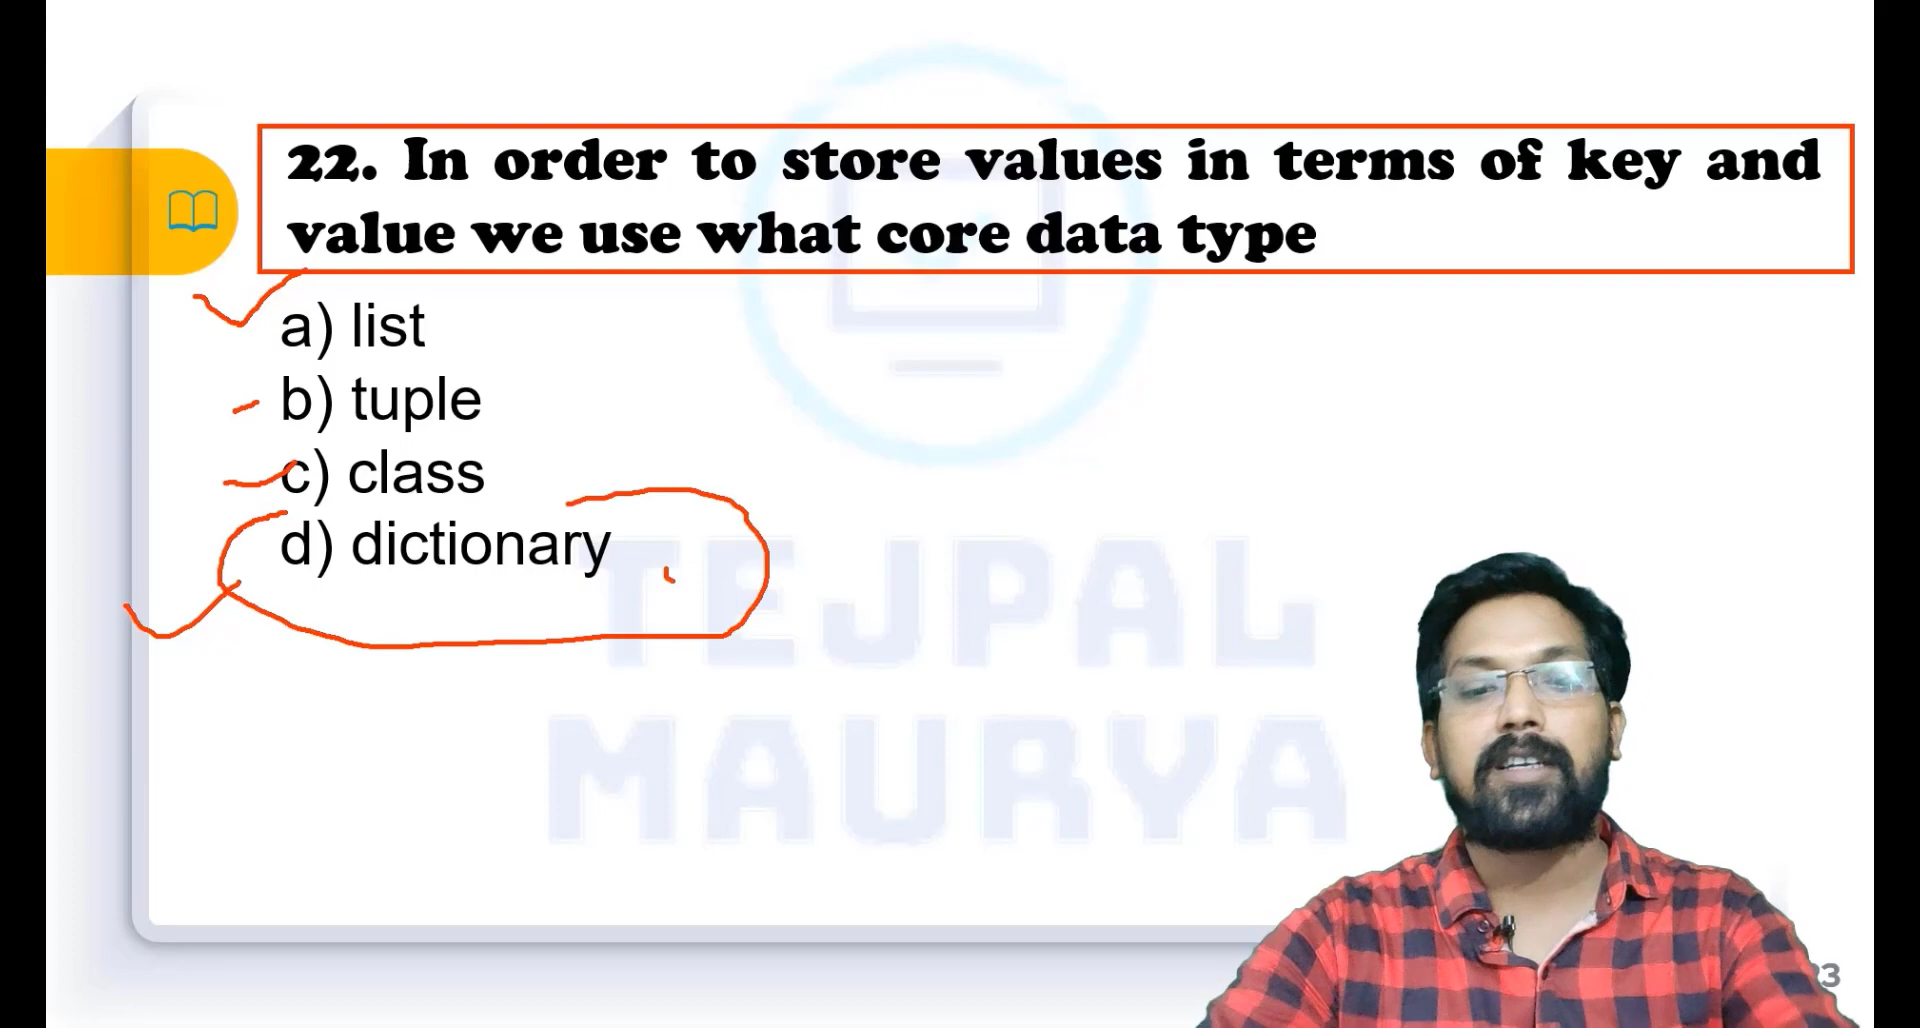 22. In order to store values in terms of key and
value we use what core data type
a) list
b) tuple
c) class
d) dictionary
TEJPAL
MAURYA